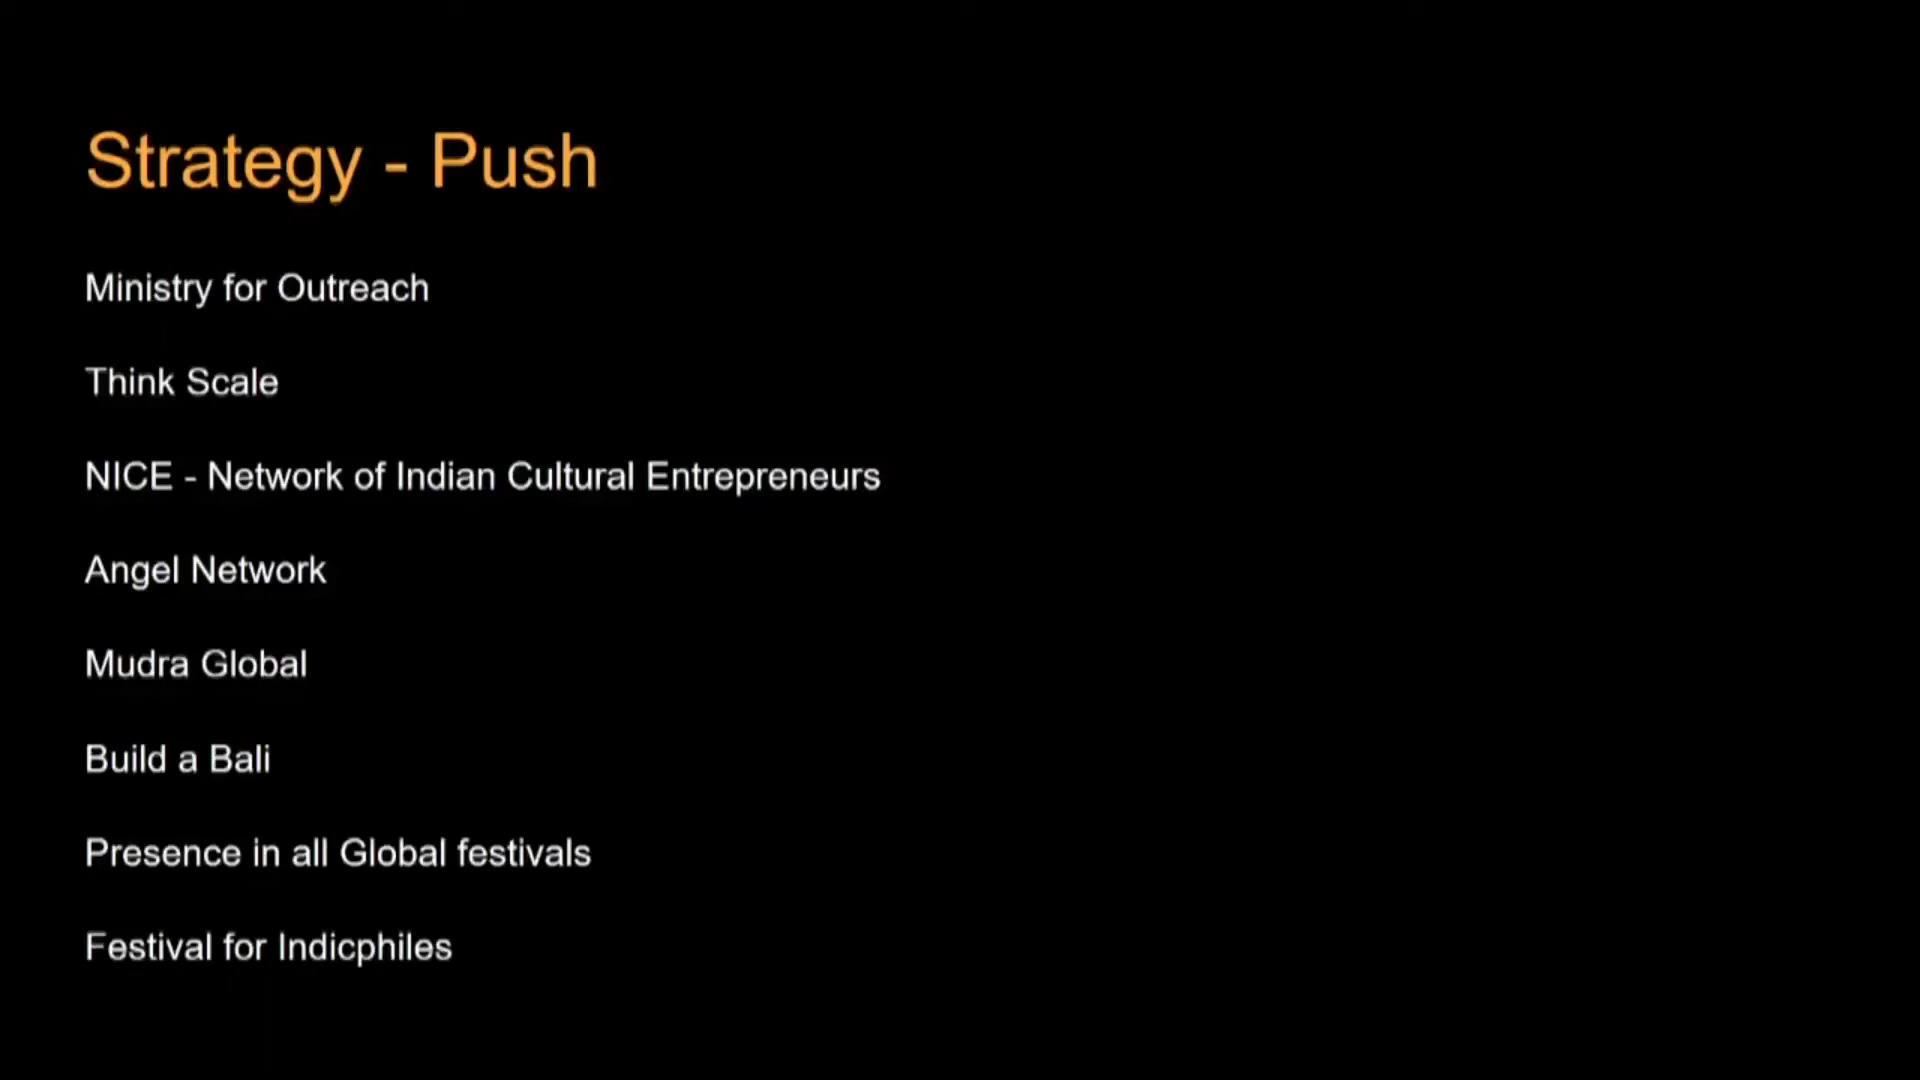 Strategy - Push
Ministry for Outreach
Think Scale
NICE - Network of Indian Cultural Entrepreneurs
Angel Network
Mudra Global
Build a Bali
Presence in all Global festivals
Festival for Indicphiles